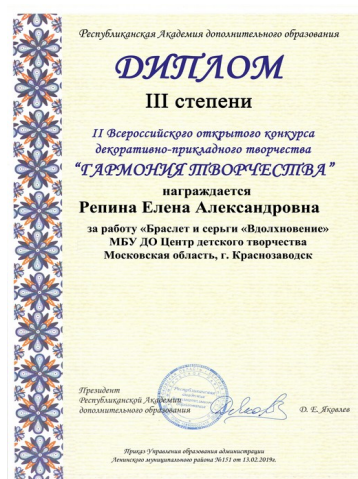 Республиканская Академия дополнительного образования
ДИПЛОМ
III степени
II Всероссийского открытого конкурса
декоративно-прикладного творчества
“ГАРМОНИЯ ТВОРЧЕСТВА”
награждается
Репина Елена Александровна
за работу «Браслет и серьги «Вдолхновение»
МБУ ДО Центр детского творчества
Московская область, г. Краснозаводск
Президент
Республиканской Академии
дополнительного образования
Д. Е. Яковлев
Приказ Управления образования администрации
Ленинского муниципального района №151 от 13.02.2019г.